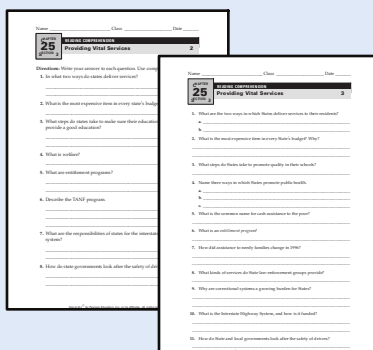 Name Class Date
CHAPTER
25
SECTION 2
READING COMPREHENSION
Providing Vital Services 2
Directions: Write your answer to each question. Use comp
1. In what two ways do states deliver services?
2. What is the most expensive item in every state's budge
3. What steps do states take to make sure their education
provide a good education?
4. What is welfare?
5. What are entitlement programs?
6. Describe the TANF program.
7. What are the responsibilities of states for the interstate
system?
8. How do state governments look after the safety of dri
Name Class Date
CHAPTER
25
SECTION 2
READING COMPREHENSION
Providing Vital Services 3
1. What are the two ways in which States deliver services to their residents?
a.
b.
2. What is the most expensive item in every State's budget? Why?
3. What steps do States take to promote quality in their schools?
4. Name three ways in which States promote public health.
a.
b.
c.
5. What is the common name for cash assistance to the poor?
6. What is an entitlement program?
7. How did assistance to needy families change in 1996?
8. What kinds of services do State law enforcement groups provide?
9. Why are correctional systems a growing burden for States?
10. What is the Interstate Highway System, and how is it funded?
11. How do State and local governments look after the safety of drivers?